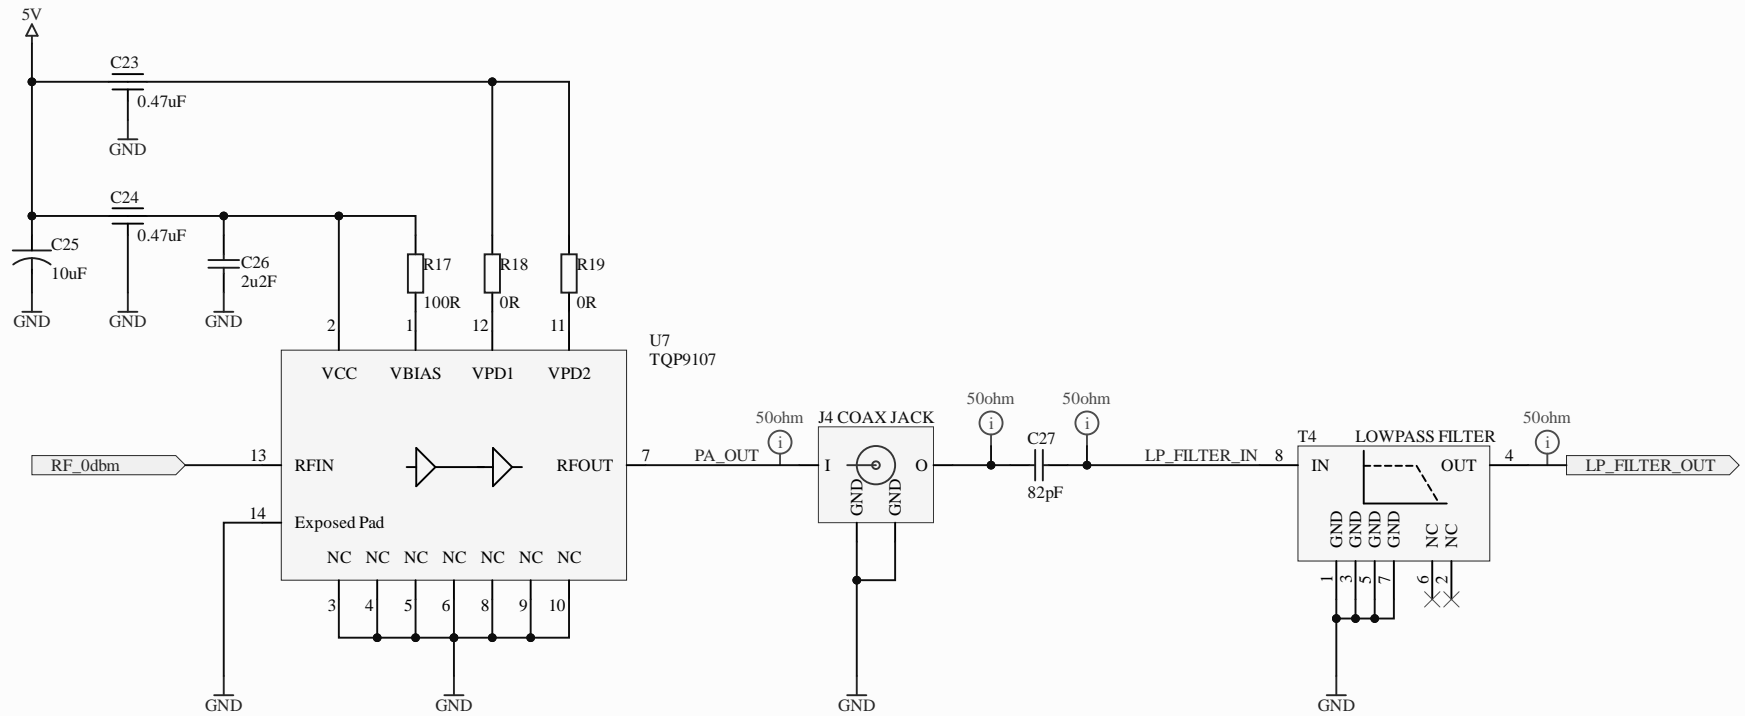 5V
C23
0.47uF
GND
C24
0.47uF
C25
10uF
C26
2u2F
R17
100R
R18
0R
R19
0R
GND
GND
GND
2
1
12
11
U7
TQP9107
VCC
VBIAS
VPD1
VPD2
RF_0dbm
13
RFIN
RFOUT
7
PA_OUT
50ohm
i
J4 COAX JACK
I
O
GND
GND
50ohm
i
C27
82pF
50ohm
i
LP_FILTER_IN
8
T4
LOWPASS FILTER
IN
OUT
4
50ohm
i
LP_FILTER_OUT
GND
GND
GND
GND
NC
NC
1
3
5
7
6
2
14
Exposed Pad
NC
NC
NC
NC
NC
NC
NC
3
4
5
6
8
9
10
GND
GND
GND
GND